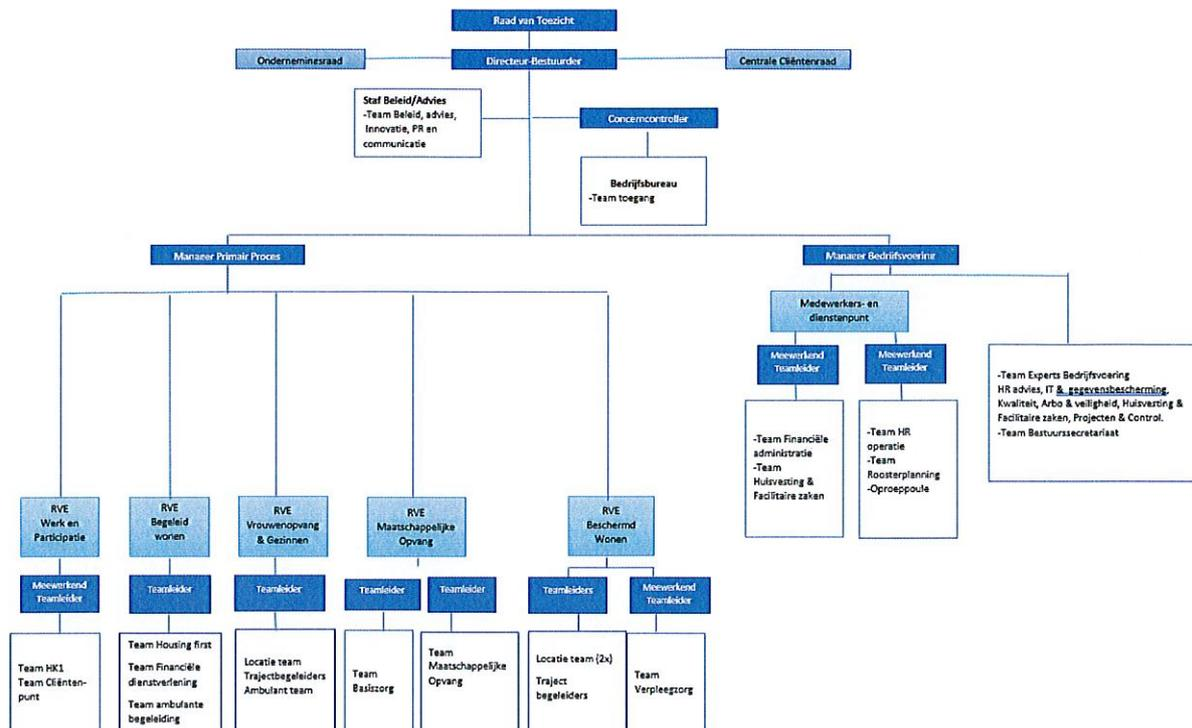 Raad van Toezicht
Ondernemingsraad
Directeur-Bestuurder
Centrale Cliëntenraad
Staf Beleid/Advies
-Team Beleid, advies,
Innovatie, PR en
communicatie
Concerncontroller
Bedrijfsbureau
-Team toegang
Manager Primair Proces
Manager Bedrijfsvoering
Medewerkers- en
dienstenpunt
Meewerkend
Teamleider
Meewerkend
Teamleider
-Team Financiële
administratie
-Team
Huisvesting &
Facilitaire zaken
-Team HR
operatie
-Team
Roosterplanning
-Oproeppoule
-Team Experts Bedrijfsvoering
HR advies, IT & gegevensbescherming,
Kwaliteit, Arbo & veiligheid, Huisvesting &
Facilitaire zaken, Projecten & Control.
-Team Bestuurssecretariaat
RVE
Werk en
Participatie
Meewerkend
Teamleider
Team HK1
Team Cliënten-
punt
RVE
Begeleid
wonen
Teamleider
Team Housing first
Team Financiële
dienstverlening
Team ambulante
begeleiding
RVE
Vrouwenopvang
& Gezinnen
Teamleider
Locatie team
Trajectbegeleiders
Ambulant team
RVE
Maatschappelijke
Opvang
Teamleider
Team
Basiszorg
Teamleider
Team
Maatschappelijke
Opvang
RVE
Beschermd
Wonen
Teamleiders
Locatie team (2x)
Traject
begeleiders
Meewerkend
Teamleider
Team
Verpleegzorg